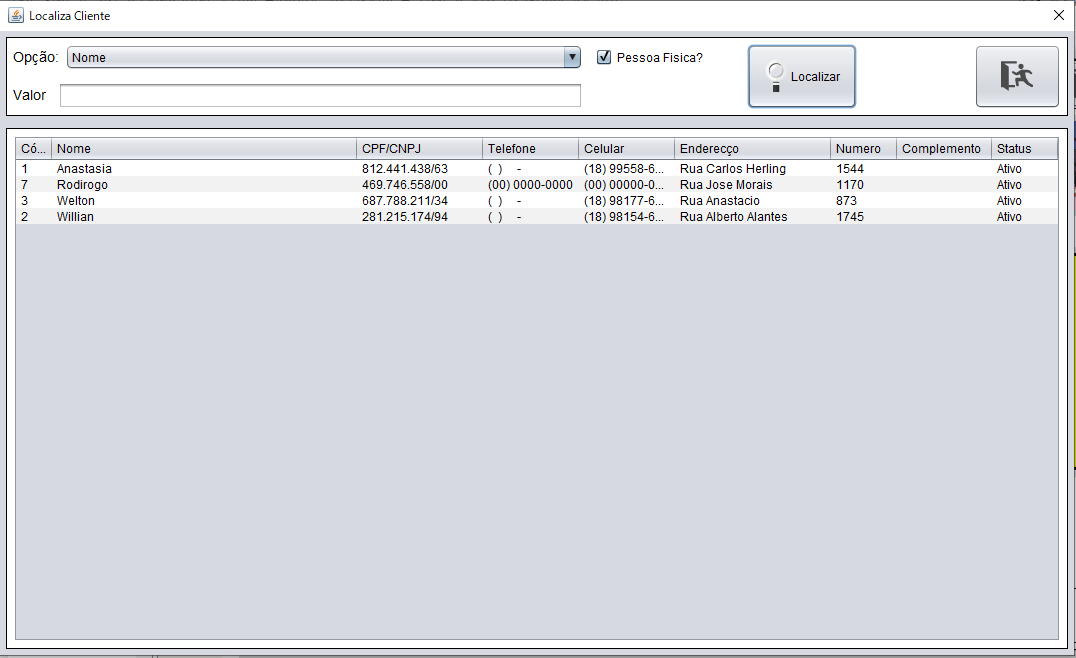 Localiza Cliente
Opção: Nome Pessoa Fisica? Localizar
Valor
Có... Nome CPF/CNPJ Telefone Celular Enderecço Numero Complemento Status
1 Anastasia 812.441.438/63 ( ) - (18) 99558-6... Rua Carlos Herling 1544 Ativo
7 Rodirogo 469.746.558/00 (00) 0000-0000 (00) 00000-0... Rua Jose Morais 1170 Ativo
3 Welton 687.788.211/34 ( ) - (18) 98177-6... Rua Anastacio 873 Ativo
2 Willian 281.215.174/94 ( ) - (18) 98154-6... Rua Alberto Alantes 1745 Ativo